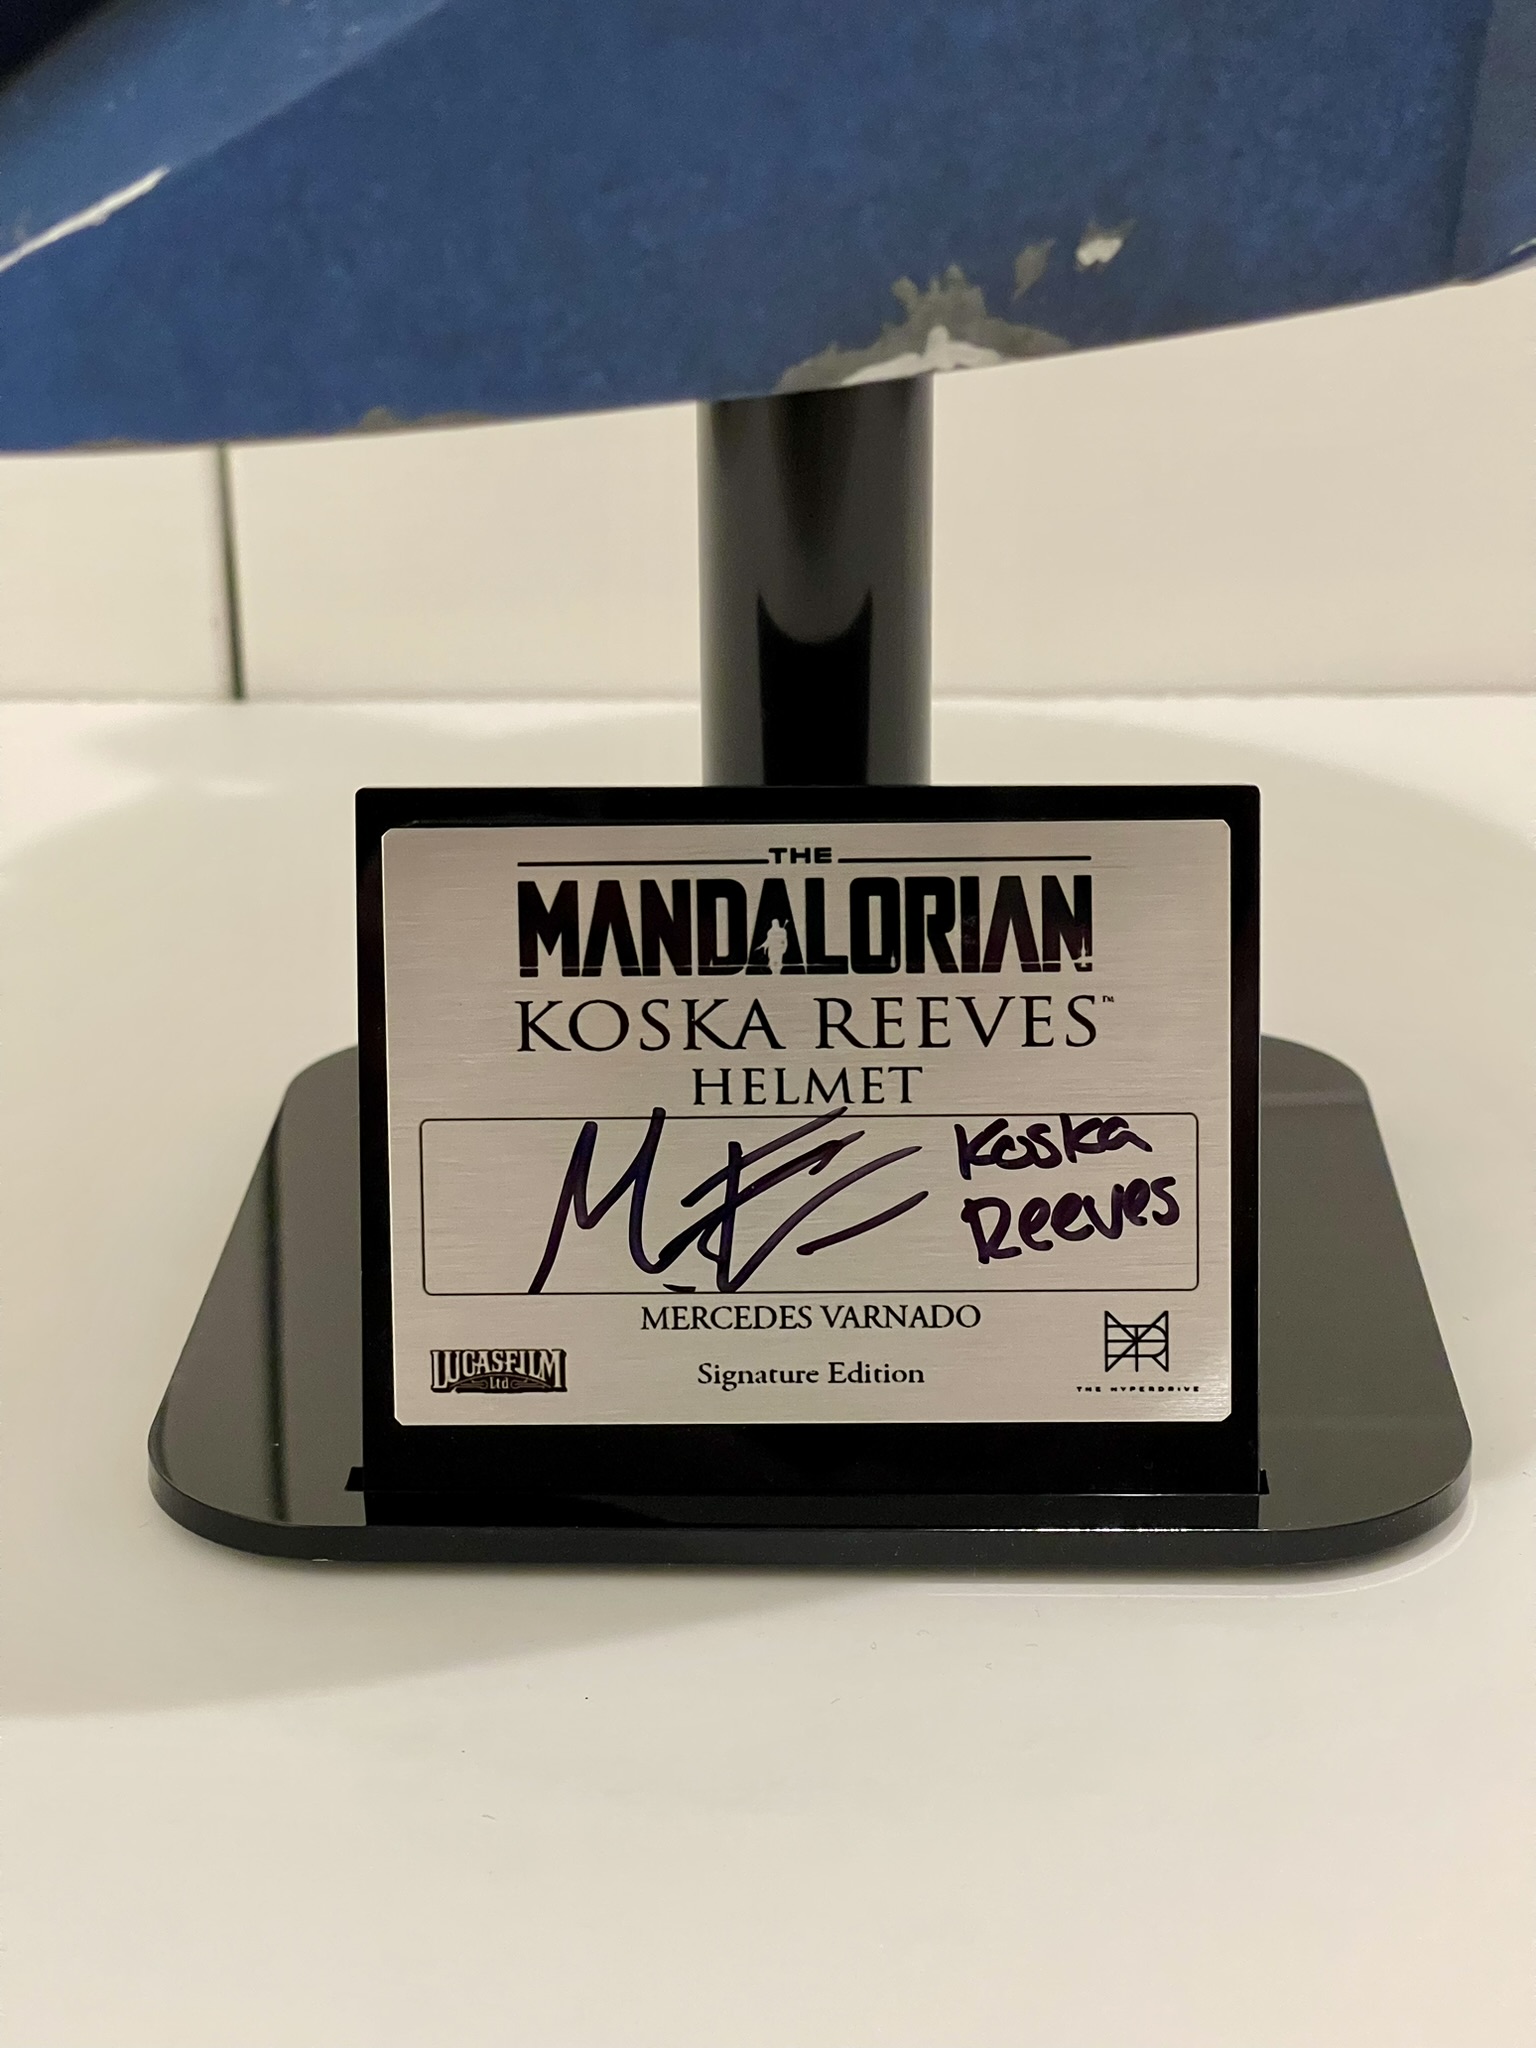 THE
MANDALORIAN
KOSKA REEVES™
HELMET
Koska
Reeves
MERCEDES VARNADO
LUCASFILM
Ltd
Signature Edition
THE HYPERDRIVE